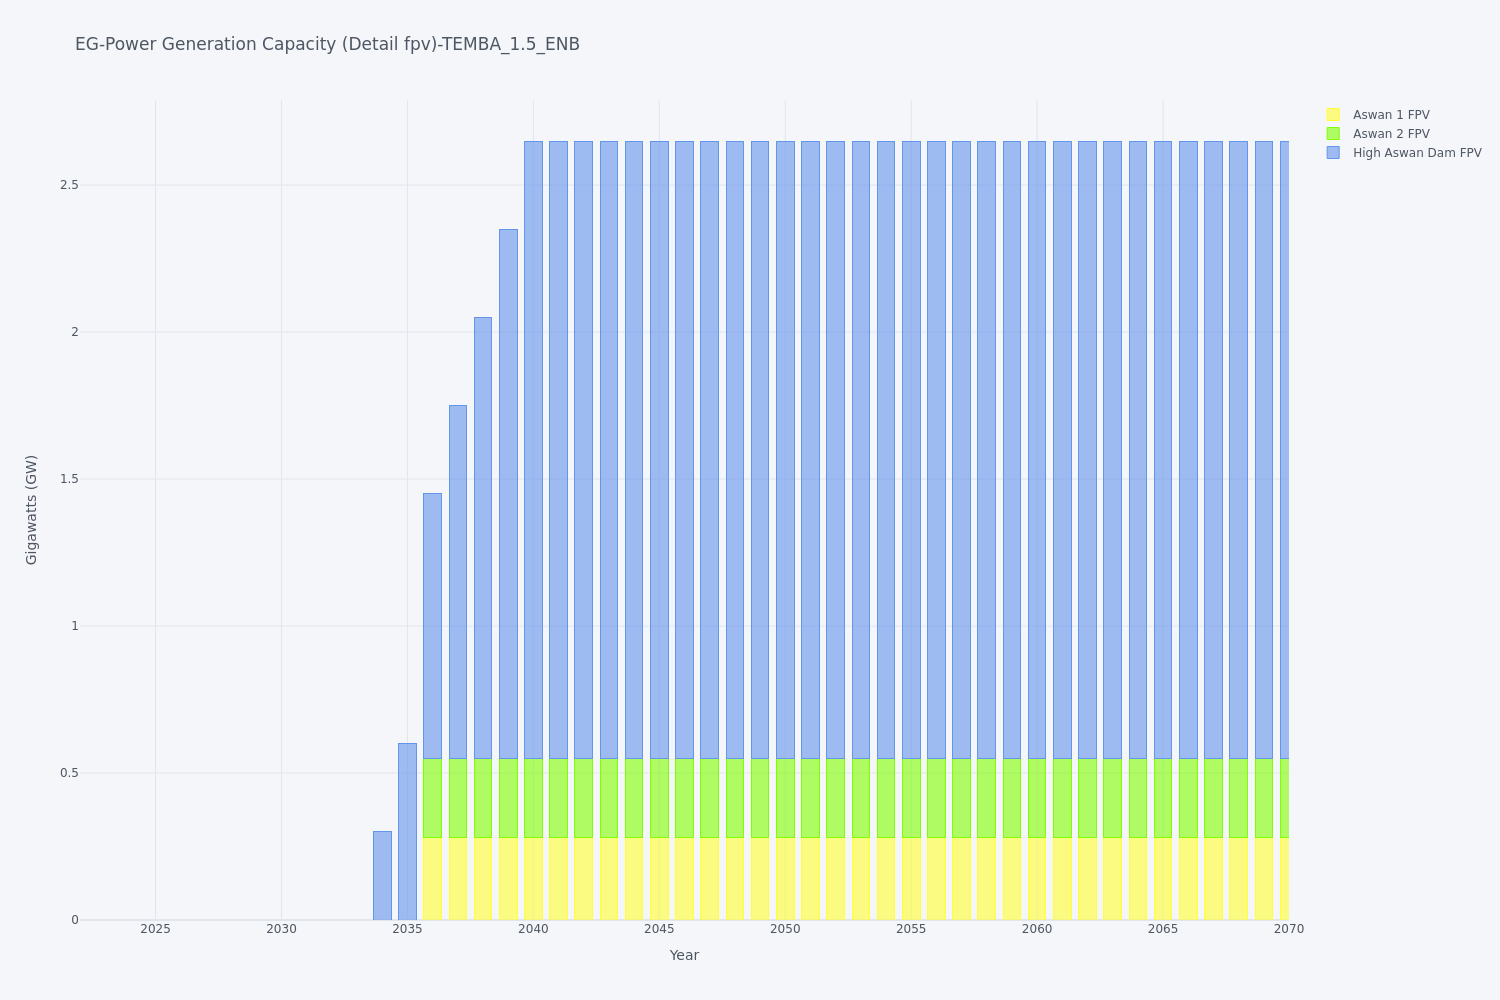 EG-Power Generation Capacity (Detail fpv)-TEMBA_1.5_ENB
Aswan 1 FPV
Aswan 2 FPV
High Aswan Dam FPV
Gigawatts (GW)
2.5
2
1.5
1
0.5
0
2025
2030
2035
2040
2045
2050
2055
2060
2065
2070
Year